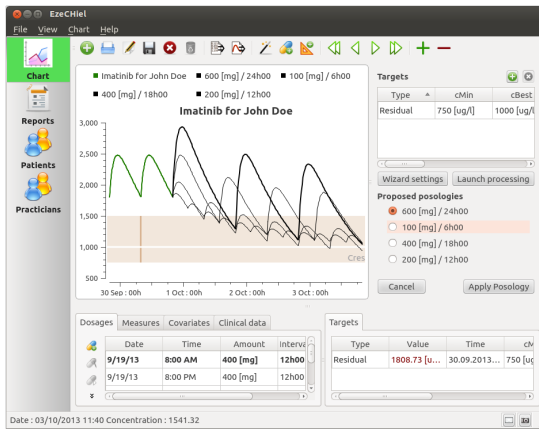 EzeCHiel
File View Chart Help
Chart
Reports
Patients
Practicians
Imatinib for John Doe 600 [mg] / 24h00 100 [mg] / 6h00
400 [mg] / 18h00 200 [mg] / 12h00
Imatinib for John Doe
3,000
2,500
2,000
1,500
1,000
500
Cres
30 Sep : 00h 1 Oct : 00h 2 Oct : 00h 3 Oct : 00h
Targets
Type cMin cBest
Residual 750 [ug/l] 1000 [ug/l
Wizard settings Launch processing
Proposed posologies
600 [mg] / 24h00
100 [mg] / 6h00
400 [mg] / 18h00
200 [mg] / 12h00
Cancel Apply Posology
Dosages Measures Covariates Clinical data
Date Time Amount Interva
9/19/13 8:00 AM 400 [mg] 12h00
9/19/13 8:00 PM 400 [mg] 12h00
Targets
Type Value Time cM
Residual 1808.73 [u... 30.09.2013... 750 [ug
Date : 03/10/2013 11:40 Concentration : 1541.32